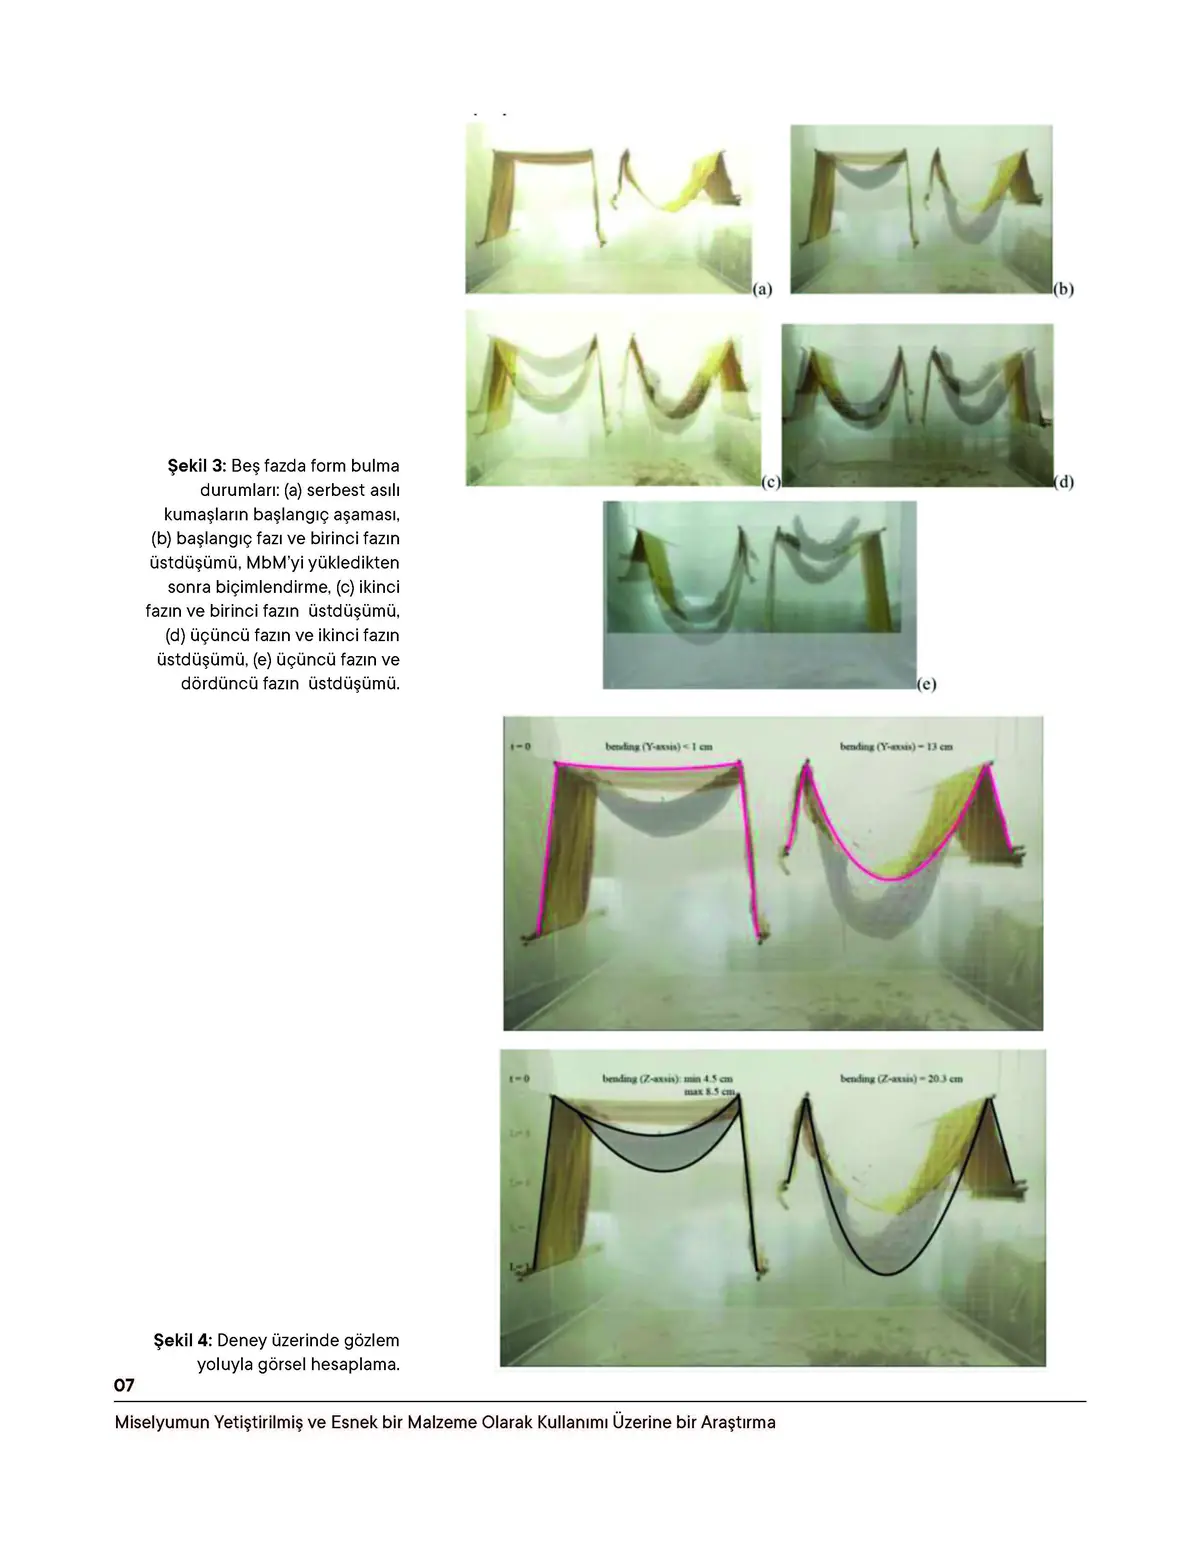 (a)
(b)
(c)
(d)
(e)
Şekil 3: Beş fazda form bulma
durumları: (a) serbest asılı
kumaşların başlangıç aşaması,
(b) başlangıç fazı ve birinci fazın
üstdüşümü, MbM'yi yükledikten
sonra biçimlendirme, (c) ikinci
fazın ve birinci fazın üstdüşümü,
(d) üçüncü fazın ve ikinci fazın
üstdüşümü, (e) üçüncü fazın ve
dördüncü fazın üstdüşümü.
t=0
bending (Y-axsis) < 1 cm
bending (Y-axsis) = 13 cm
t=0
bending (Z-axsis): min 4.5 cm
max 8.5 cm
bending (Z-axsis) = 20.3 cm
Şekil 4: Deney üzerinde gözlem
yoluyla görsel hesaplama.
07
Miselyumun Yetiştirilmiş ve Esnek bir Malzeme Olarak Kullanımı Üzerine bir Araştırma